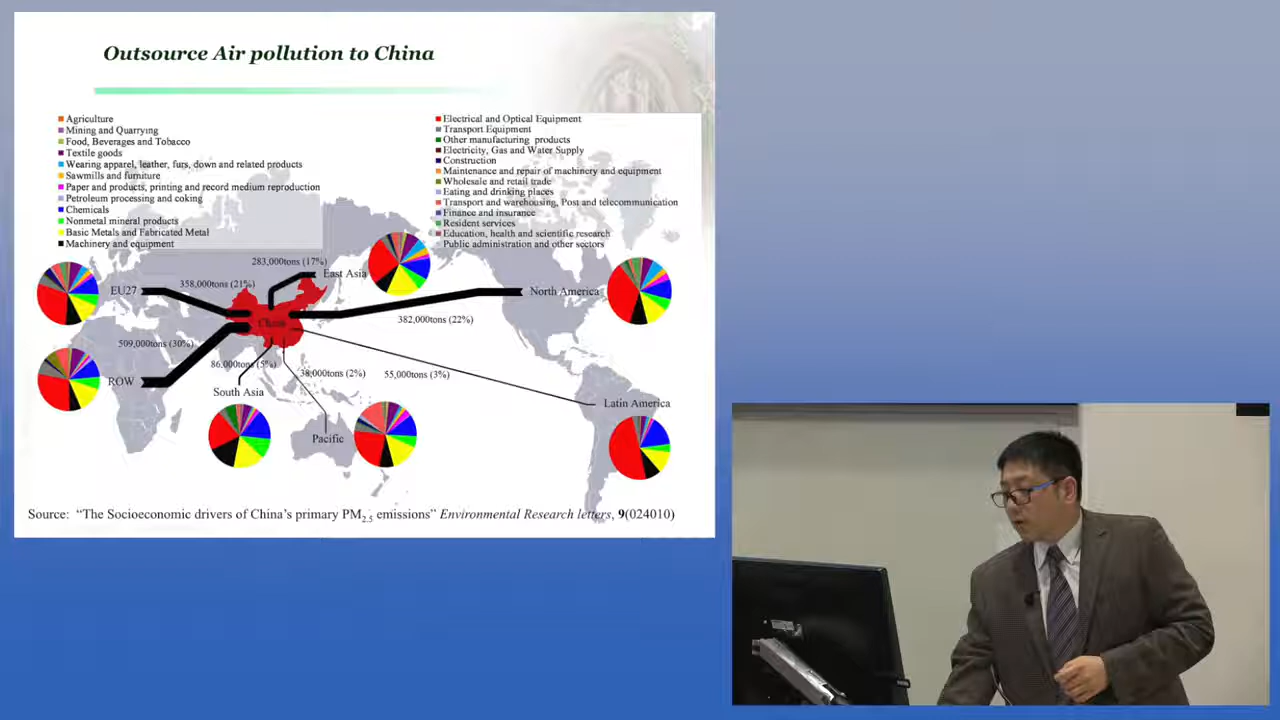 Outsource Air pollution to China
Agriculture
Mining and Quarrying
Food, Beverages and Tobacco
Textile goods
Wearing apparel, leather, furs, down and related products
Sawmills and furniture
Paper and products, printing and record medium reproduction
Petroleum processing and coking
Chemicals
Nonmetal mineral products
Basic Metals and Fabricated Metal
Machinery and equipment
Electrical and Optical Equipment
Transport Equipment
Other manufacturing products
Electricity, Gas and Water Supply
Construction
Maintenance and repair of machinery and equipment
Wholesale and retail trade
Eating and drinking places
Transport and warehousing, Post and telecommunication
Finance and insurance
Resident services
Education, health and scientific research
Public administration and other sectors
283,000tons (17%)
East Asia
EU27
358,000tons (21%)
North America
China
382,000tons (22%)
509,000tons (30%)
ROW
86,000tons (5%)
38,000tons (2%)
55,000tons (3%)
South Asia
Latin America
Pacific
Source: “The Socioeconomic drivers of China’s primary PM2.5 emissions” Environmental Research letters, 9(024010)